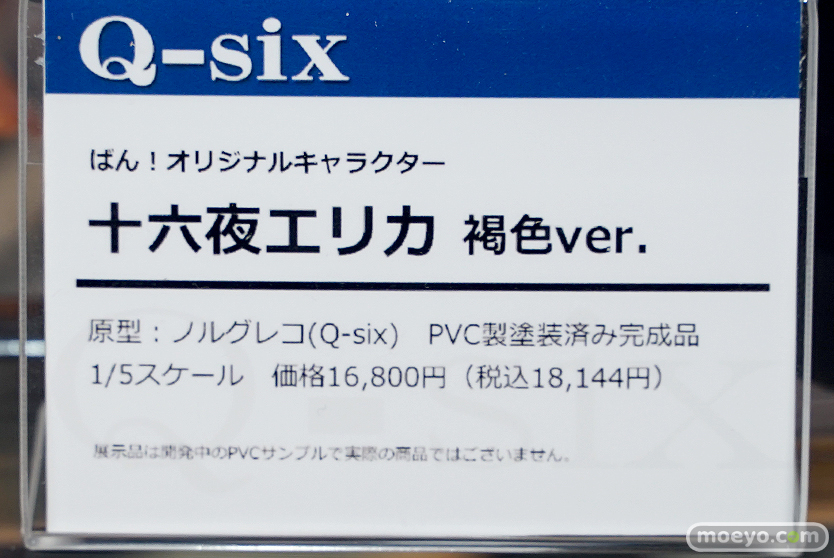 Q-six
ばん！オリジナルキャラクター
十六夜エリカ 褐色ver.
原型：ノルグレコ(Q-six)　PVC製塗装済み完成品
1/5スケール　価格16,800円（税込18,144円）
展示品は開発中のPVCサンプルで実際の商品ではございません。
moeyo.com